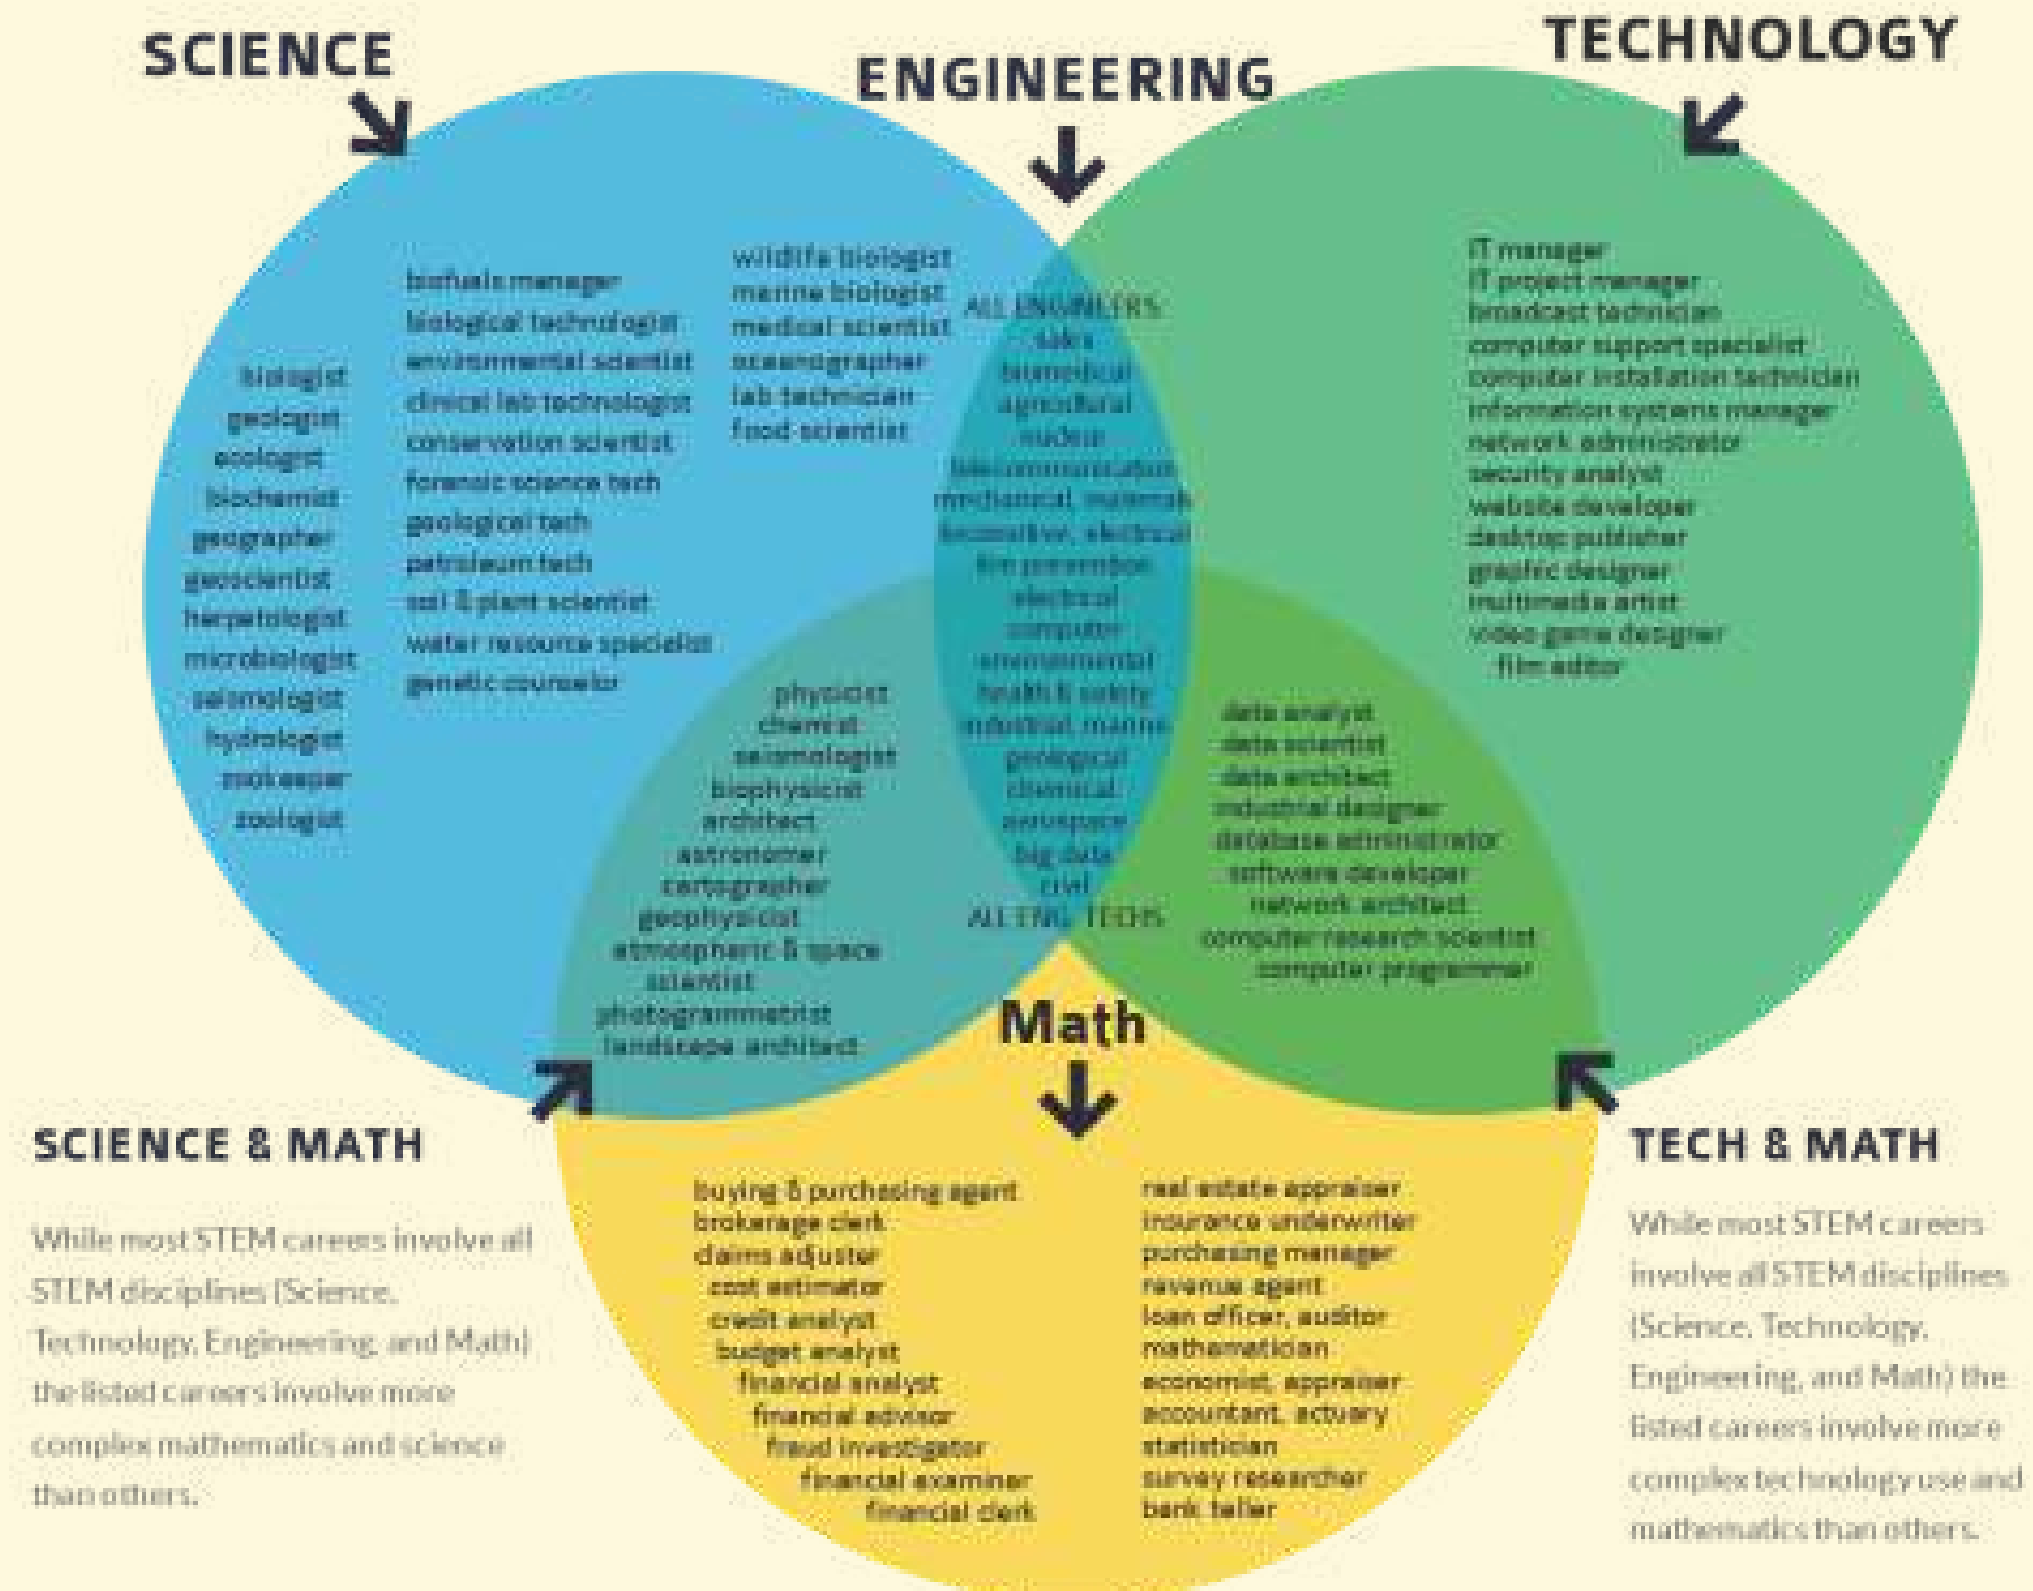 SCIENCE
ENGINEERING
TECHNOLOGY
biologist
geologist
ecologist
biochemist
geographer
geoscientist
herpetologist
microbiologist
seismologist
hydrologist
zookeeper
zoologist
biofuels manager
biological technologist
environmental scientist
clinical lab technologist
conservation scientist
forensic science tech
geological tech
petroleum tech
soil & plant scientist
water resource specialist
genetic counselor
wildlife biologist
marine biologist
medical scientist
oceanographer
lab technician
food scientist
ALL ENGINEERS
sales
biomedical
agricultural
nuclear
telecommunication
mechanical, materials
electrical
fire prevention
electrical
computer
environmental
health & safety
industrial, marine
geological
chemical
aerospace
big data
civil
ALL ENG. TECHS
IT manager
IT project manager
broadcast technician
computer support specialist
computer installation technician
information systems manager
network administrator
security analyst
website developer
desktop publisher
graphic designer
multimedia artist
video game designer
film editor
physicist
chemist
seismologist
biophysicist
architect
astronomer
cartographer
geophysicist
atmospheric & space
scientist
photogrammetrist
landscape architect
data analyst
data scientist
data architect
industrial designer
database administrator
software developer
network architect
computer research scientist
computer programmer
Math
SCIENCE & MATH
While most STEM careers involve all
STEM disciplines (Science,
Technology, Engineering, and Math)
the listed careers involve more
complex mathematics and science
than others.
buying & purchasing agent
brokerage clerk
claims adjuster
cost estimator
credit analyst
budget analyst
financial analyst
financial advisor
fraud investigator
financial examiner
financial clerk
real estate appraiser
insurance underwriter
purchasing manager
revenue agent
loan officer, auditor
mathematician
economist, appraiser
accountant, actuary
statistician
survey researcher
bank teller
TECH & MATH
While most STEM careers
involve all STEM disciplines
(Science, Technology,
Engineering, and Math) the
listed careers involve more
complex technology use and
mathematics than others.